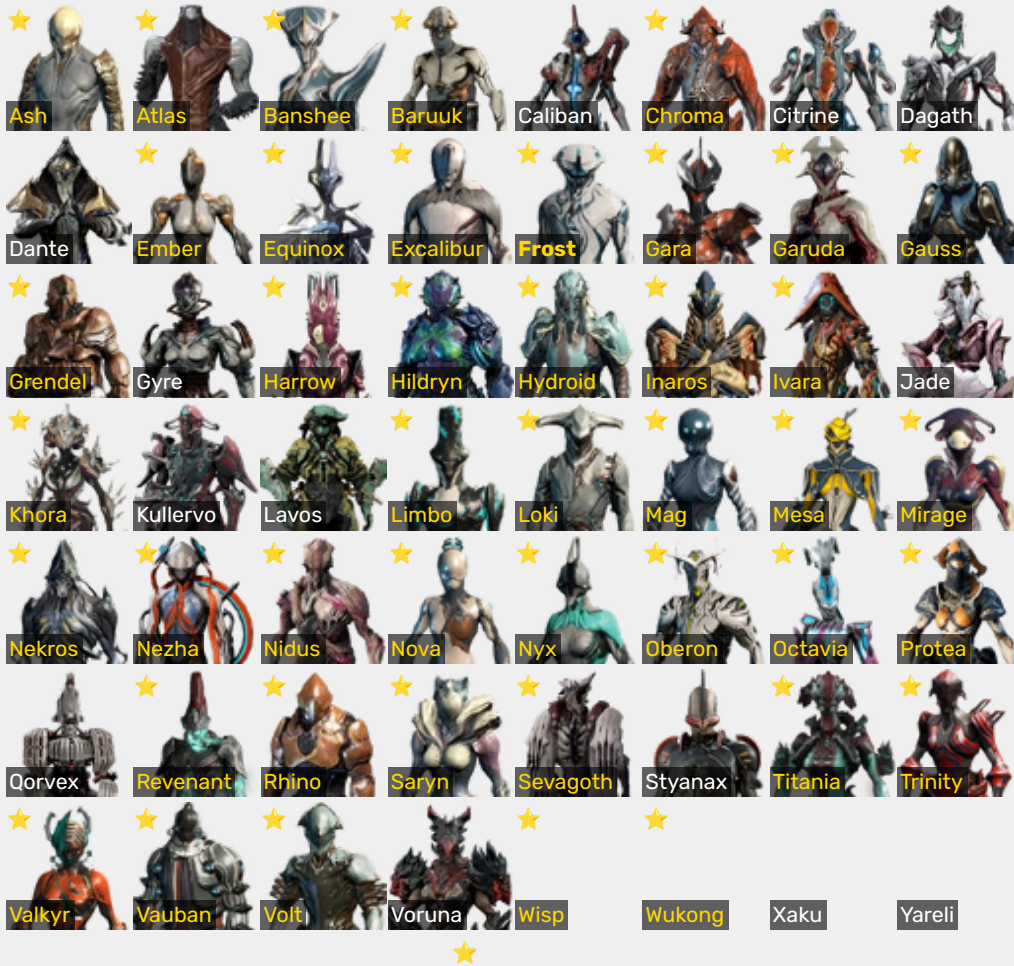 Ash Atlas Banshee Baruuk Caliban Chroma Citrine Dagath
Dante Ember Equinox Excalibur Frost Gara Garuda Gauss
Grendel Gyre Harrow Hildryn Hydroid Inaros Ivara Jade
Khora Kullervo Lavos Limbo Loki Mag Mesa Mirage
Nekros Nezha Nidus Nova Nyx Oberon Octavia Protea
Qorvex Revenant Rhino Saryn Sevagoth Styanax Titania Trinity
Valkyr Vauban Volt Voruna Wisp Wukong Xaku Yareli